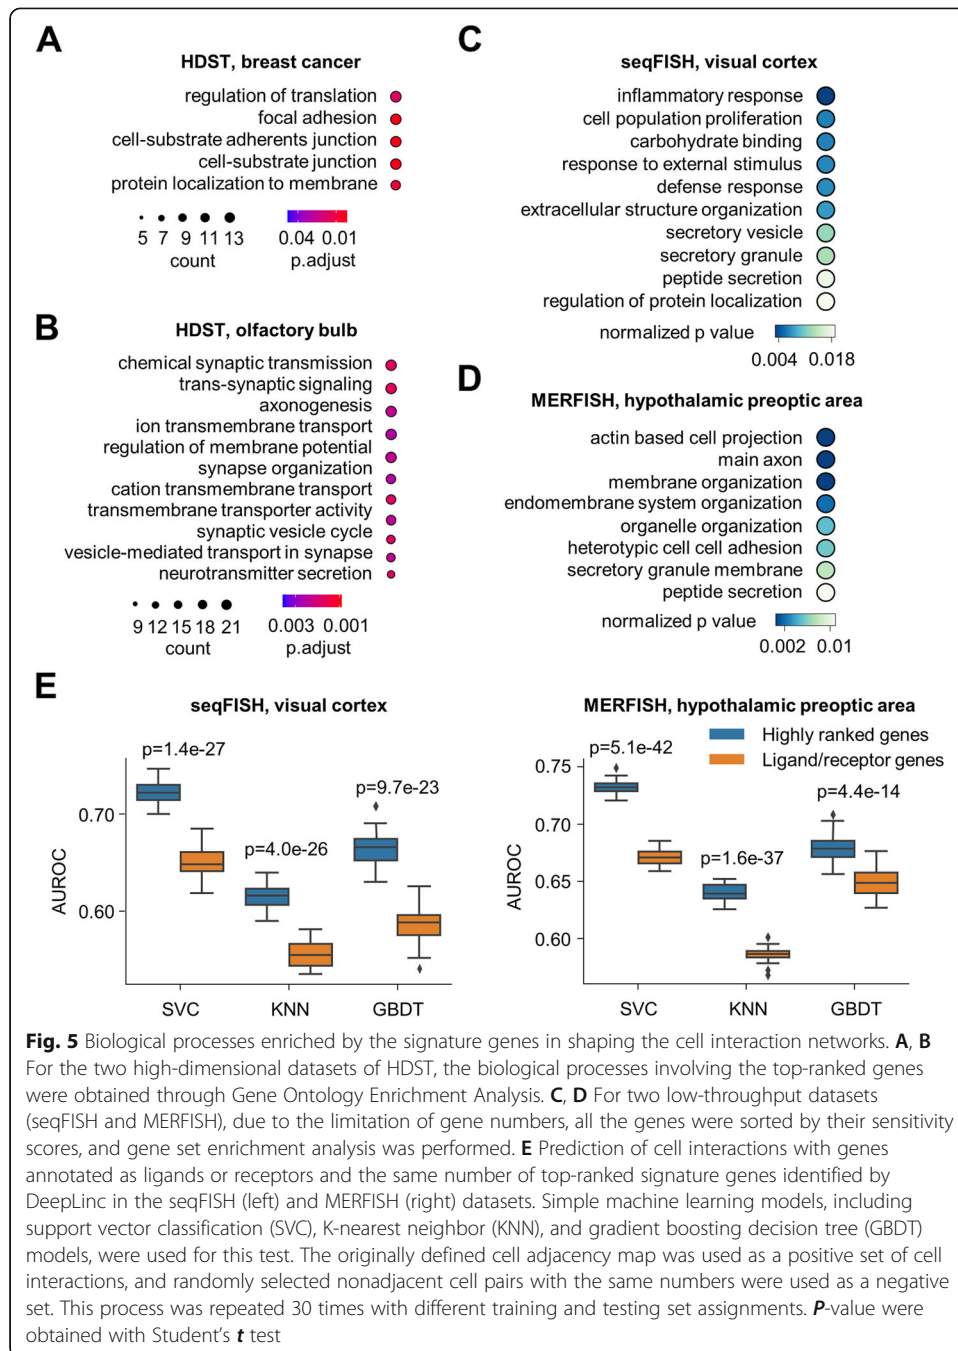 A
HDST, breast cancer
regulation of translation
focal adhesion
cell-substrate adherents junction
cell-substrate junction
protein localization to membrane
5 7 9 11 13
count
0.04 0.01
p.adjust
B
HDST, olfactory bulb
chemical synaptic transmission
trans-synaptic signaling
axonogenesis
ion transmembrane transport
regulation of membrane potential
synapse organization
cation transmembrane transport
transmembrane transporter activity
synaptic vesicle cycle
vesicle-mediated transport in synapse
neurotransmitter secretion
9 12 15 18 21
count
0.003 0.001
p.adjust
C
seqFISH, visual cortex
inflammatory response
cell population proliferation
carbohydrate binding
response to external stimulus
defense response
extracellular structure organization
secretory vesicle
secretory granule
peptide secretion
regulation of protein localization
normalized p value
0.004 0.018
D
MERFISH, hypothalamic preoptic area
actin based cell projection
main axon
membrane organization
endomembrane system organization
organelle organization
heterotypic cell cell adhesion
secretory granule membrane
peptide secretion
normalized p value
0.002 0.01
E
seqFISH, visual cortex
p=1.4e-27
p=9.7e-23
p=4.0e-26
0.70
0.60
AUROC
SVC KNN GBDT
MERFISH, hypothalamic preoptic area
Highly ranked genes
Ligand/receptor genes
p=5.1e-42
p=4.4e-14
p=1.6e-37
0.75
0.70
0.65
0.60
AUROC
SVC KNN GBDT
Fig. 5 Biological processes enriched by the signature genes in shaping the cell interaction networks. A, B
For the two high-dimensional datasets of HDST, the biological processes involving the top-ranked genes
were obtained through Gene Ontology Enrichment Analysis. C, D For two low-throughput datasets
(seqFISH and MERFISH), due to the limitation of gene numbers, all the genes were sorted by their sensitivity
scores, and gene set enrichment analysis was performed. E Prediction of cell interactions with genes
annotated as ligands or receptors and the same number of top-ranked signature genes identified by
DeepLinc in the seqFISH (left) and MERFISH (right) datasets. Simple machine learning models, including
support vector classification (SVC), K-nearest neighbor (KNN), and gradient boosting decision tree (GBDT)
models, were used for this test. The originally defined cell adjacency map was used as a positive set of cell
interactions, and randomly selected nonadjacent cell pairs with the same numbers were used as a negative
set. This process was repeated 30 times with different training and testing set assignments. P-value were
obtained with Student's t test